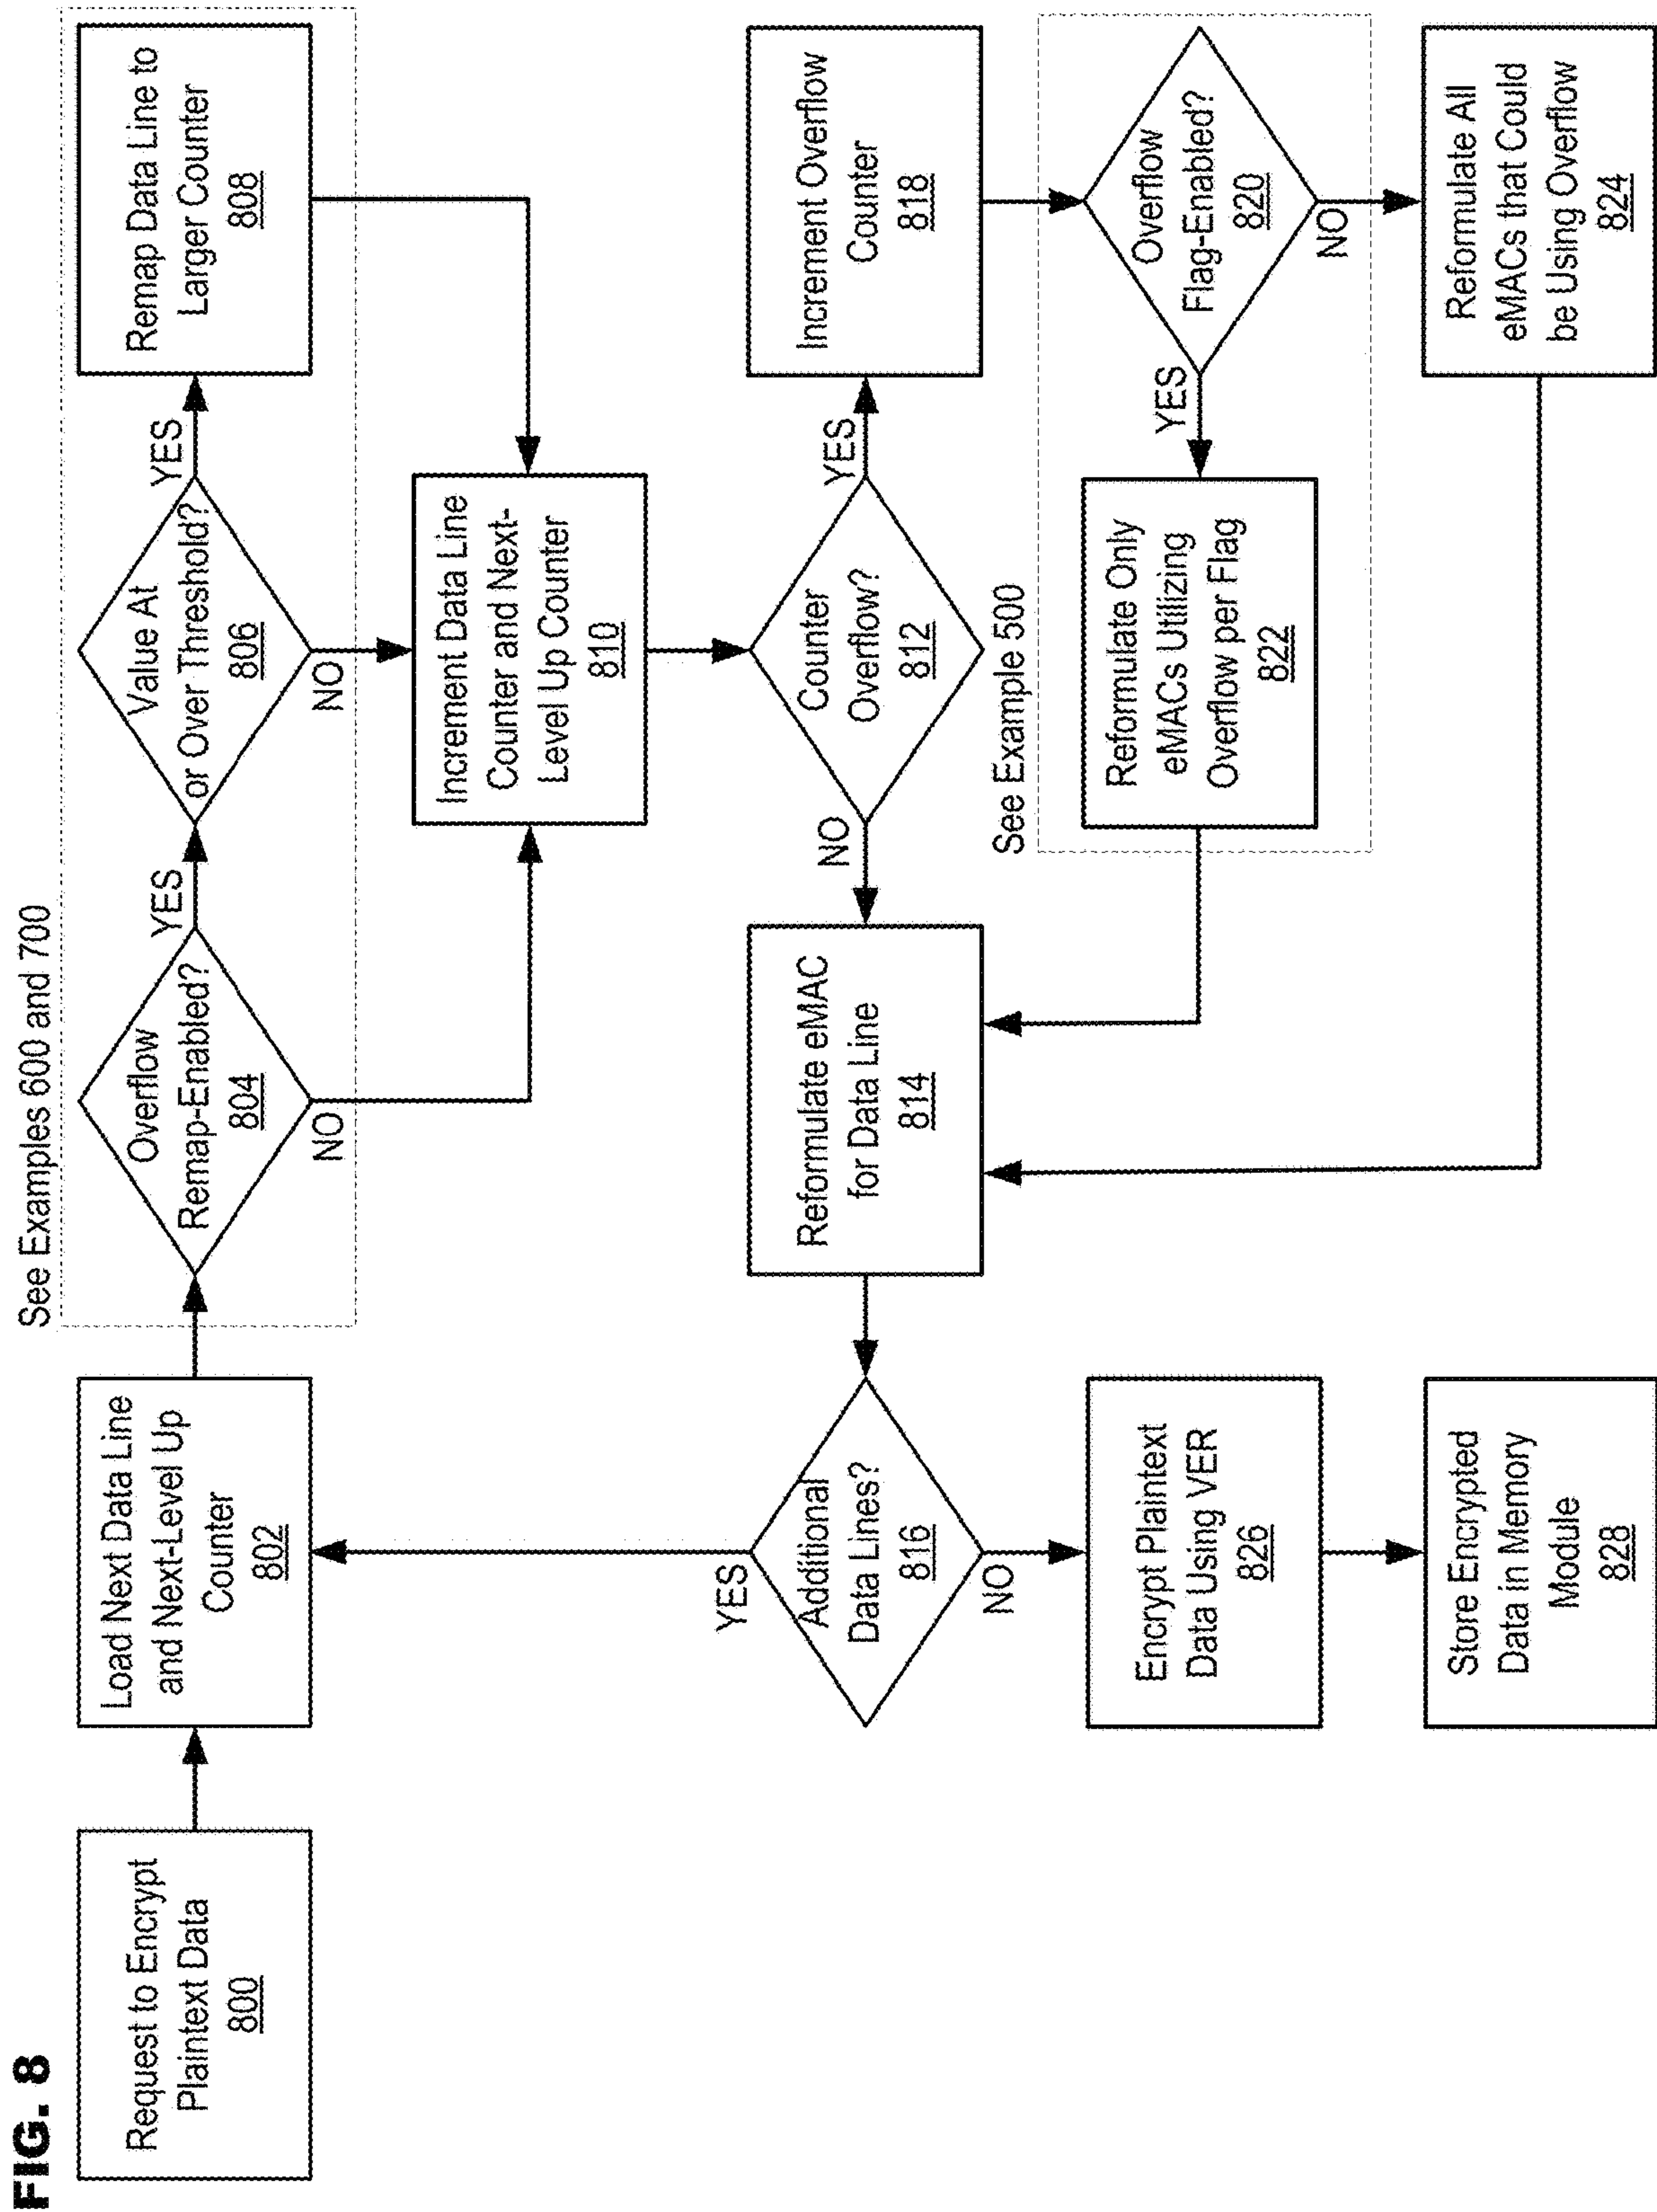 FIG. 8
Request to Encrypt
Plaintext Data
800
Load Next Data Line
and Next-Level Up
Counter
802
See Examples 600 and 700
Overflow
Remap-Enabled?
804
YES
NO
Value At
or Over Threshold?
806
YES
NO
Remap Data Line to
Larger Counter
808
Increment Data Line
Counter and Next-
Level Up Counter
810
Counter
Overflow?
812
YES
NO
Reformulate eMAC
for Data Line
814
Additional
Data Lines?
816
YES
NO
Increment Overflow
Counter
818
See Example 500
Overflow
Flag-Enabled?
820
YES
NO
Reformulate Only
eMACs Utilizing
Overflow per Flag
822
Reformulate All
eMACs that Could
be Using Overflow
824
Encrypt Plaintext
Data Using VER
826
Store Encrypted
Data in Memory
Module
828